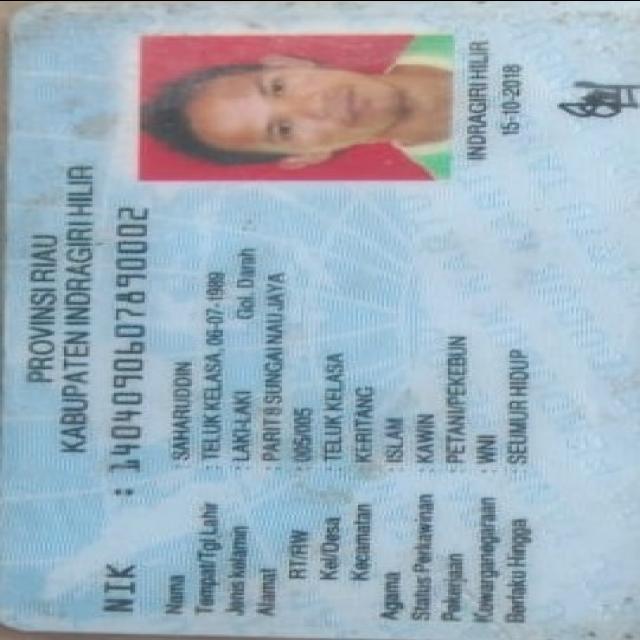 PROVINSI RIAU
KABUPATEN INDRAGIRI HILIR
NIK : 1404090607890002
Nama : SAHARUDDIN
Tempat/Tgl Lahir : TELUK KELASA, 06-07-1989
Jenis kelamin : LAKI-LAKI Gol. Darah
Alamat : PARIT 8 SUNGAI NAUJAYA
RT/RW : 005/005
Kel/Desa : TELUK KELASA
Kecamatan : KERITANG
Agama : ISLAM
Status Perkawinan : KAWIN
Pekerjaan : PETANI/PEKEBUN
Kewarganegaraan : WNI
Berlaku Hingga : SEUMUR HIDUP
INDRAGIRI HILIR
15-10-2018